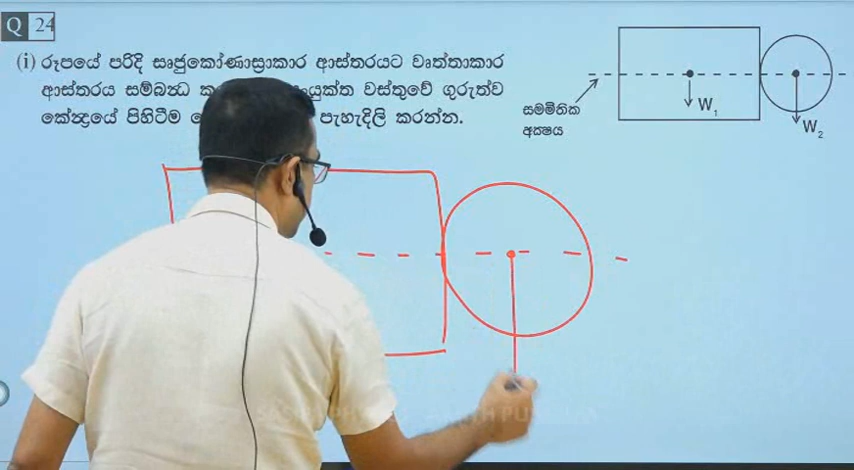 Q 24
(i) රූපයේ පරිදි සෘජුකෝණාස්‍රාකාර ආස්තරයට වෘත්තාකාර
ආස්තරය සම්බන්ධ වස්තුවේ ගුරුත්ව
කේන්ද්‍රයේ පිහිටීම පැහැදිලි කරන්න.
සමමිතික
අක්‍ෂය
W₁
W₂